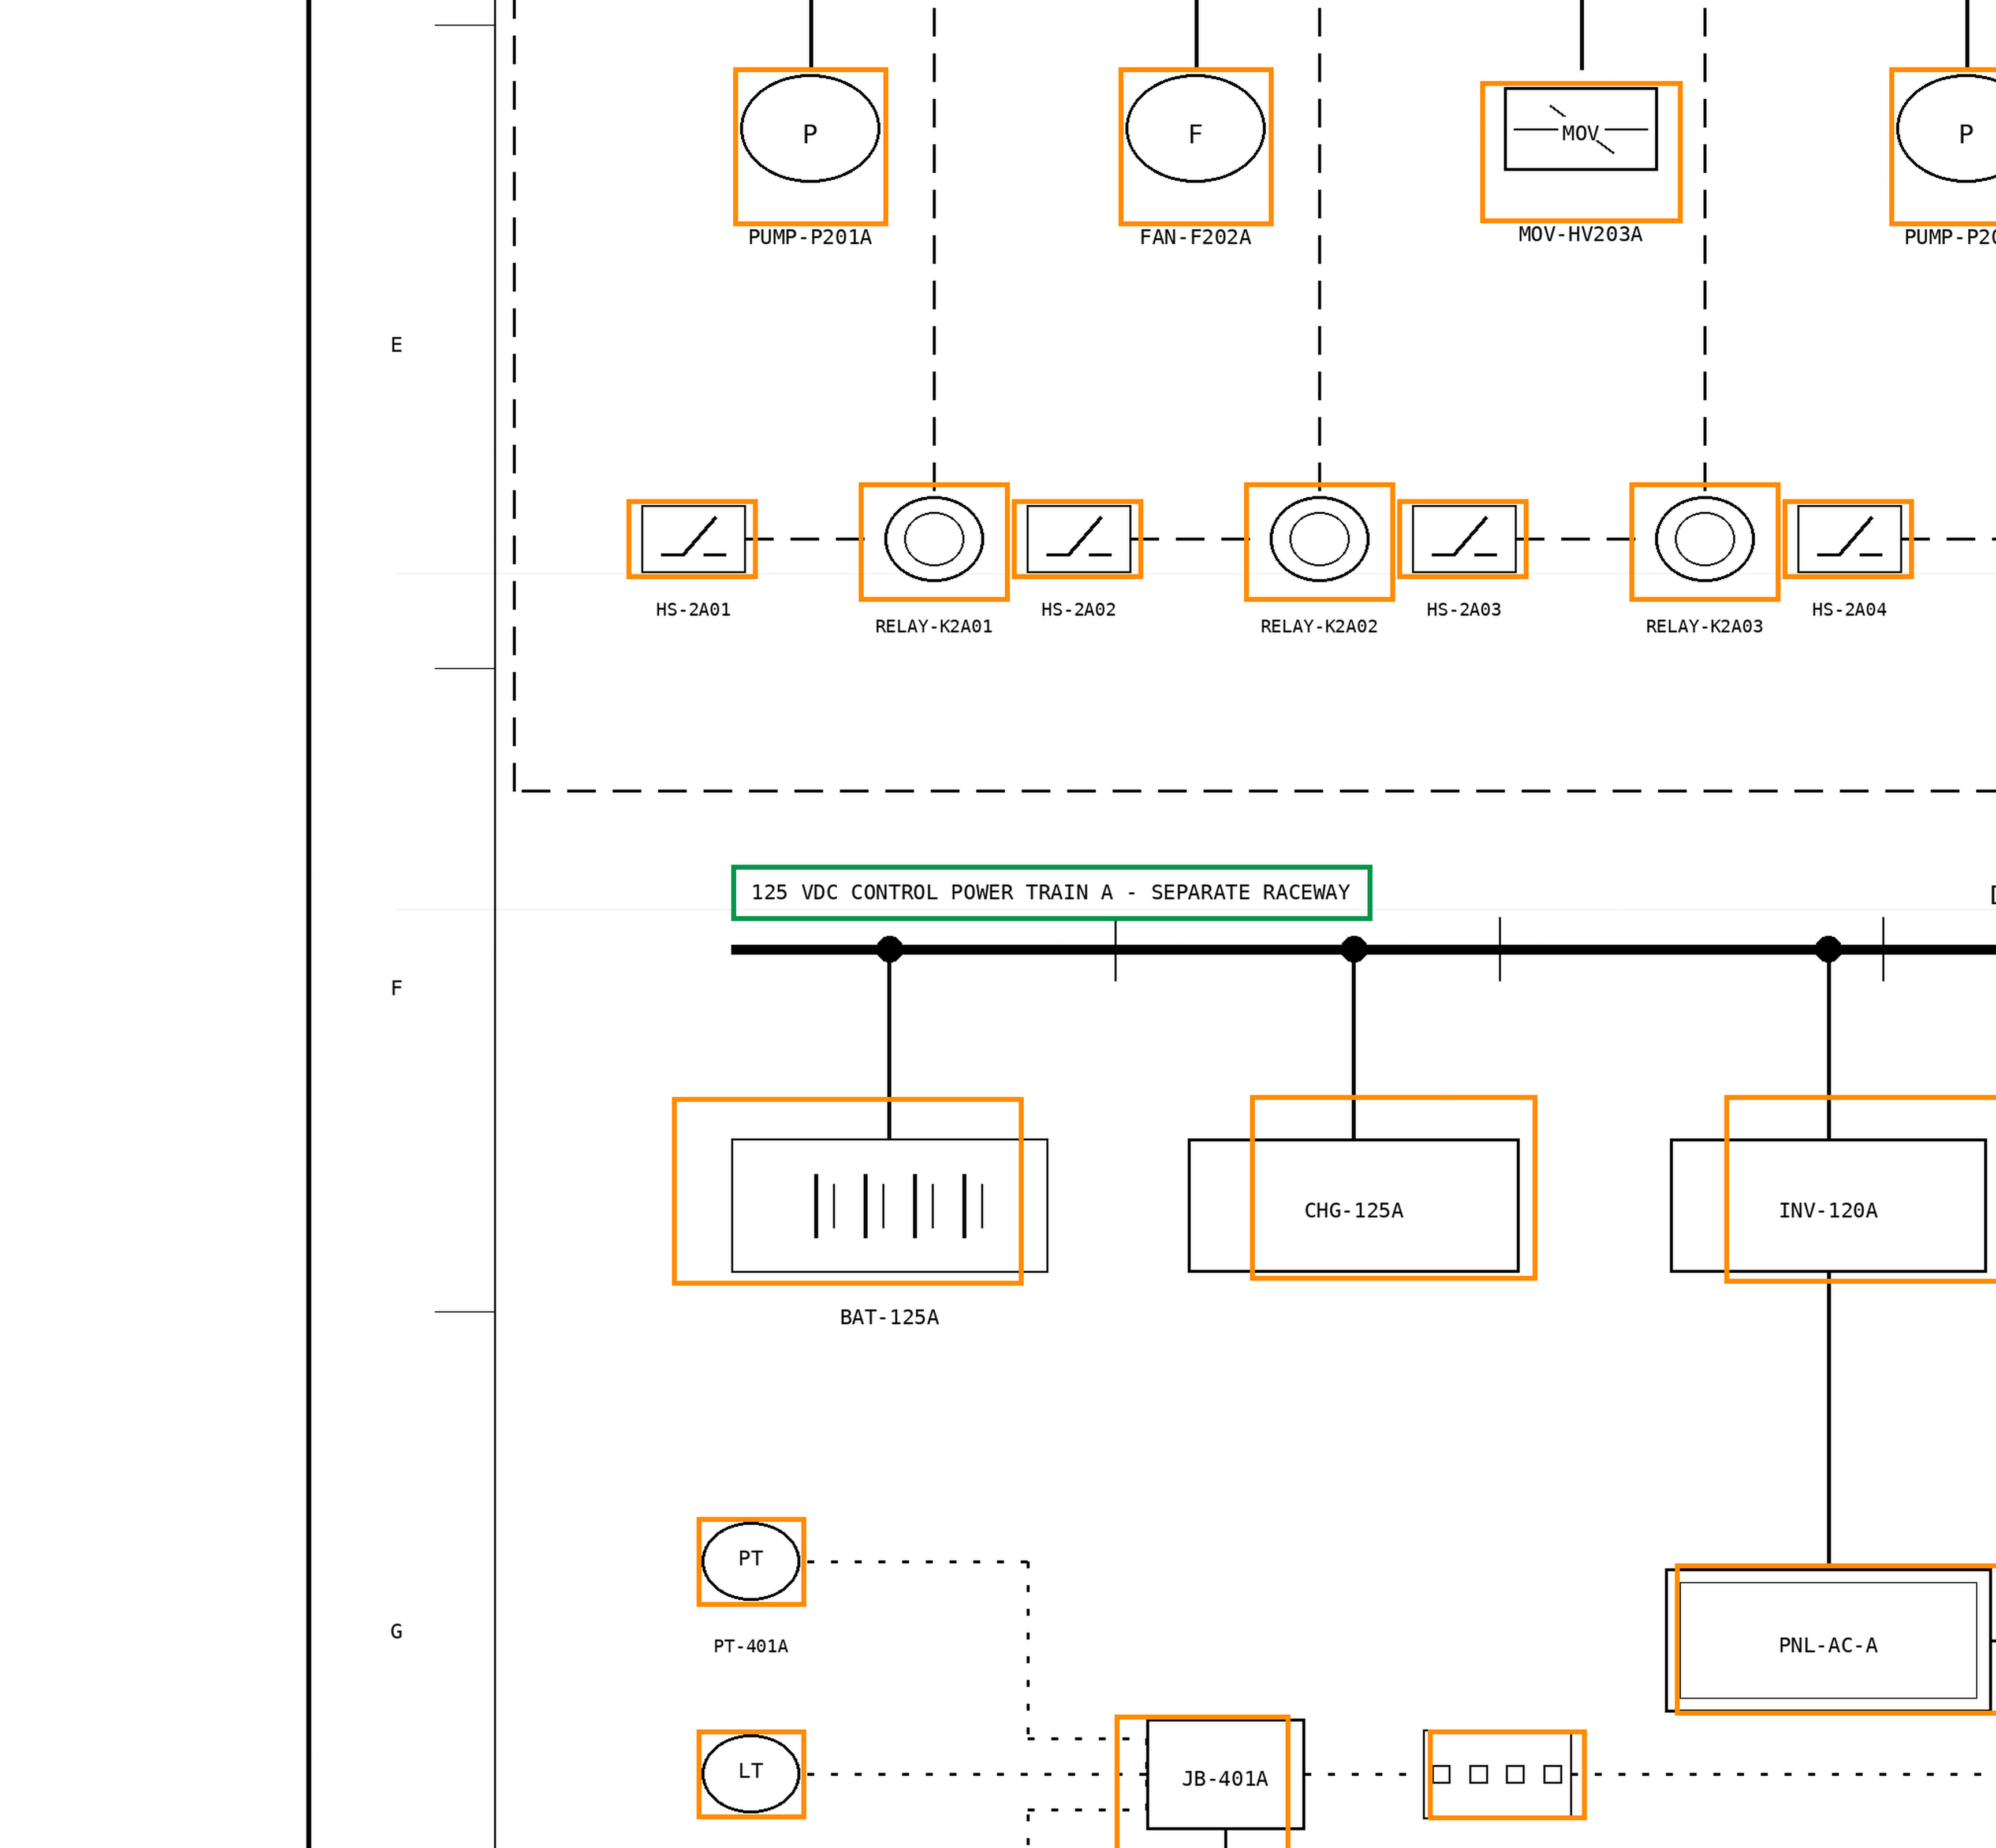 P F MOV P
PUMP-P201A FAN-F202A MOV-HV203A PUMP-P20
E
HS-2A01 HS-2A02 HS-2A03 HS-2A04
RELAY-K2A01 RELAY-K2A02 RELAY-K2A03
125 VDC CONTROL POWER TRAIN A - SEPARATE RACEWAY
F
CHG-125A INV-120A
BAT-125A
PT
G
PT-401A PNL-AC-A
LT
JB-401A